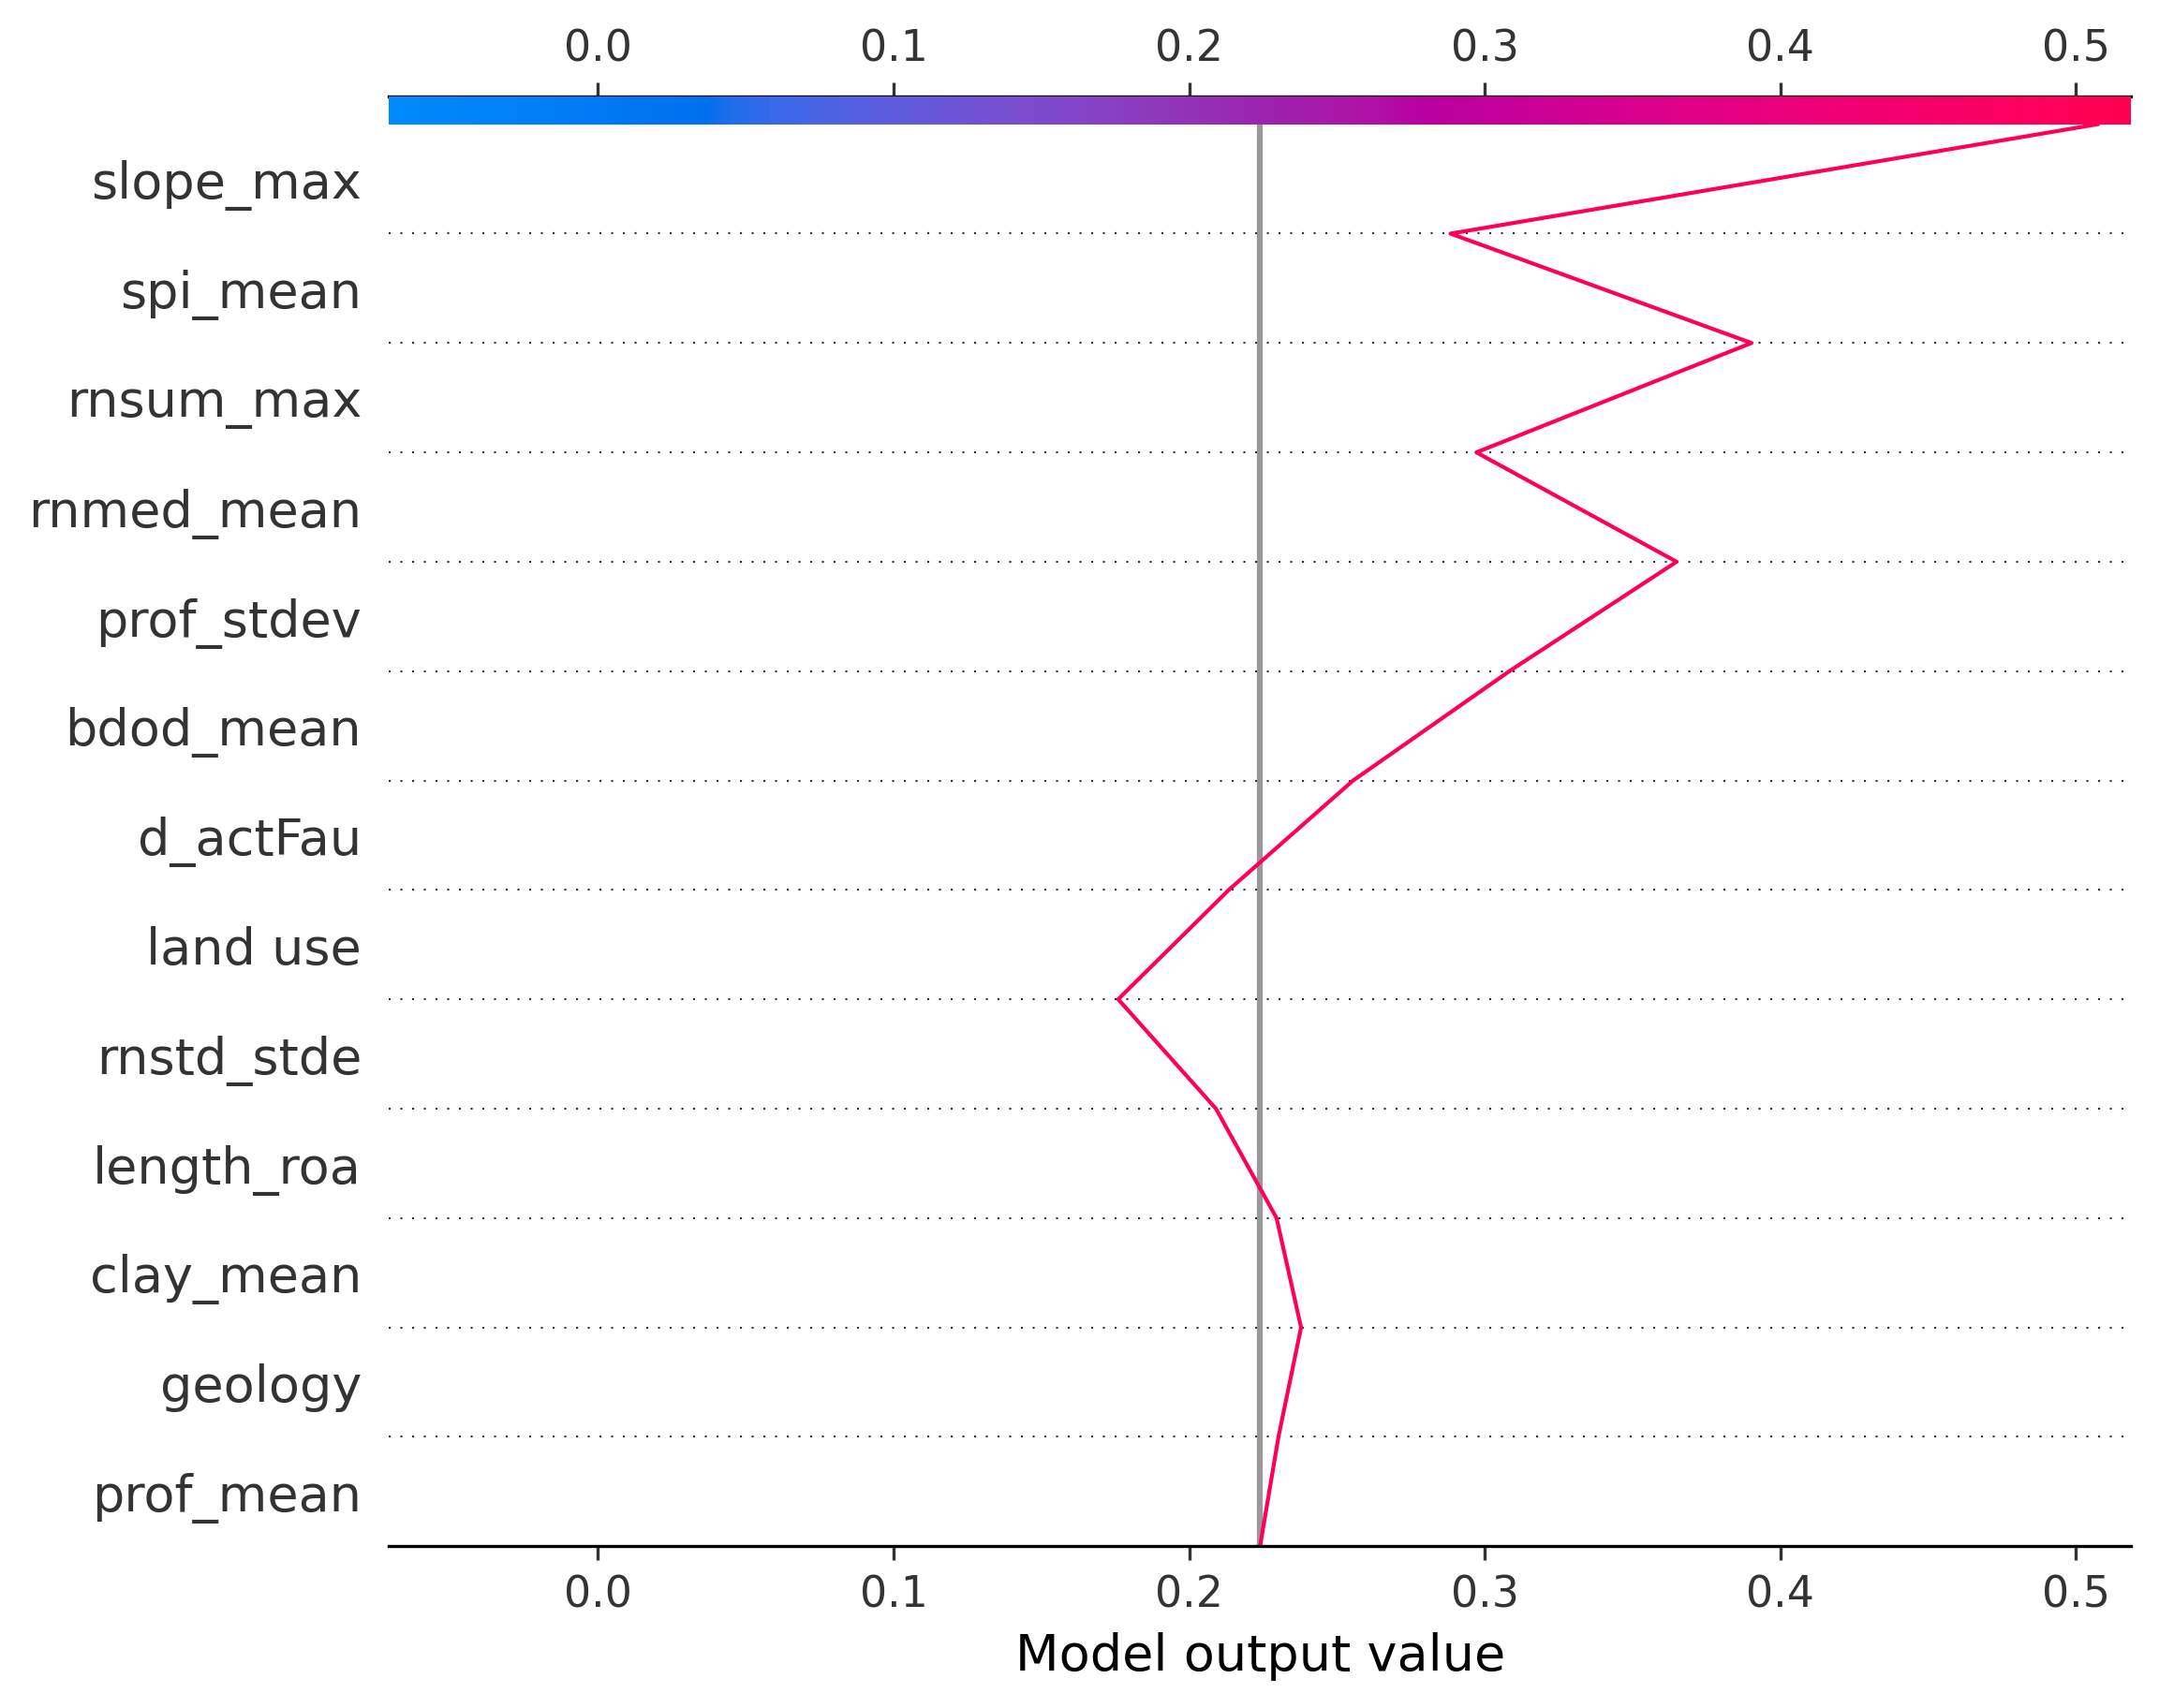 0.0 0.1 0.2 0.3 0.4 0.5
slope_max
spi_mean
rnsum_max
rnmed_mean
prof_stdev
bdod_mean
d_actFau
land use
rnstd_stde
length_roa
clay_mean
geology
prof_mean
0.0 0.1 0.2 0.3 0.4 0.5
Model output value